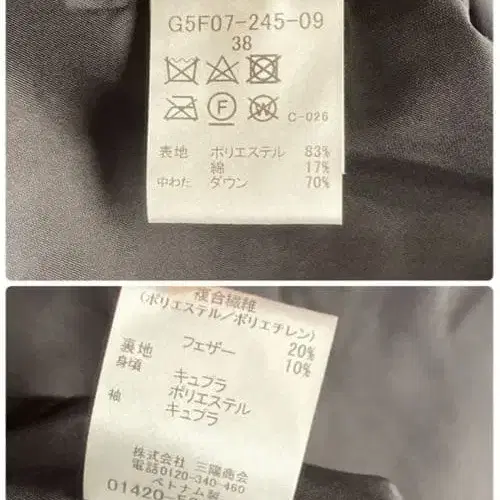 G5F07-245-09
38
F W
C-026
表地 ポリエステル 83%
綿 17%
中わた ダウン 70%
複合繊維
(ポリエステル/ポリエチレン)
20%
フェザー 10%
裏地
身頃 キュプラ
袖 ポリエステル
キュプラ
株式会社 三陽商会
電話0120-340-460
ベトナム製